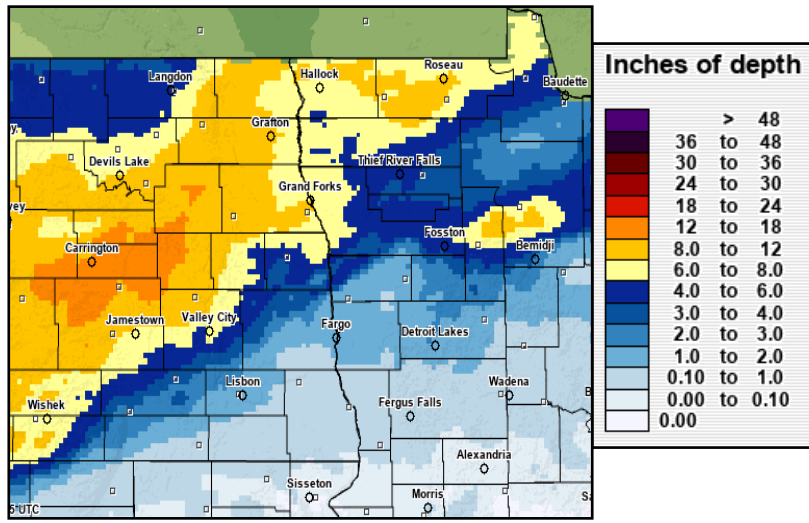 Inches of depth
> 48
36 to 48
30 to 36
24 to 30
18 to 24
12 to 18
8.0 to 12
6.0 to 8.0
4.0 to 6.0
3.0 to 4.0
2.0 to 3.0
1.0 to 2.0
0.10 to 1.0
0.00 to 0.10
0.00
Roseau
Langdon
Hallock
Baudette
Grafton
Devils Lake
Thief River Falls
Grand Forks
vey
Fosston
Carrington
Bemidji
Jamestown
Valley City
Fargo
Detroit Lakes
Lisbon
Wadena
Wishek
Fergus Falls
Alexandria
Sisseton
Morris
5 UTC